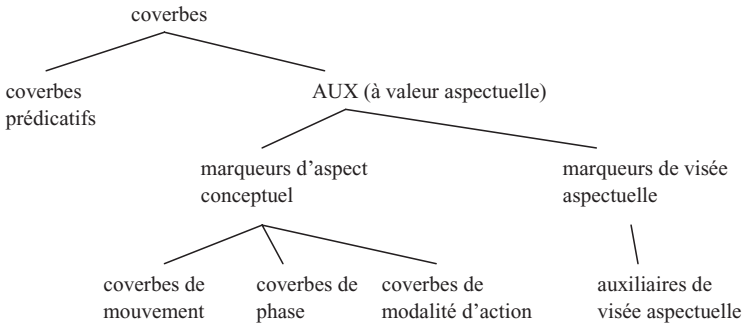 coverbes
coverbes
prédicatifs
AUX (à valeur aspectuelle)
marqueurs d'aspect
conceptuel
marqueurs de visée
aspectuelle
coverbes de
mouvement
coverbes de
phase
coverbes de
modalité d'action
auxiliaires de
visée aspectuelle